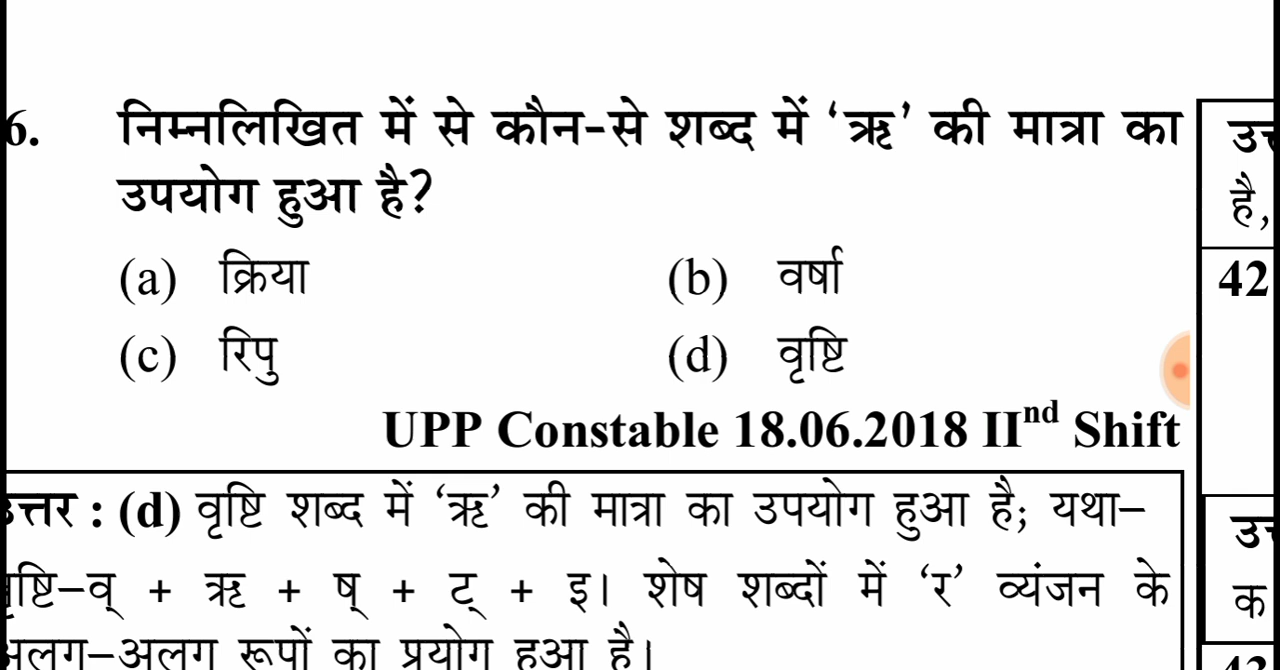 6. निम्नलिखित में से कौन-से शब्द में ‘ऋ’ की मात्रा का
उपयोग हुआ है?
(a) क्रिया (b) वर्षा
(c) रिपु (d) वृष्टि
UPP Constable 18.06.2018 IInd Shift
उत्तर : (d) वृष्टि शब्द में ‘ऋ’ की मात्रा का उपयोग हुआ है; यथा–
वृष्टि–व् + ऋ + ष् + ट् + इ। शेष शब्दों में ‘र’ व्यंजन के
अलग–अलग रूपों का प्रयोग हुआ है।
है,
42
क